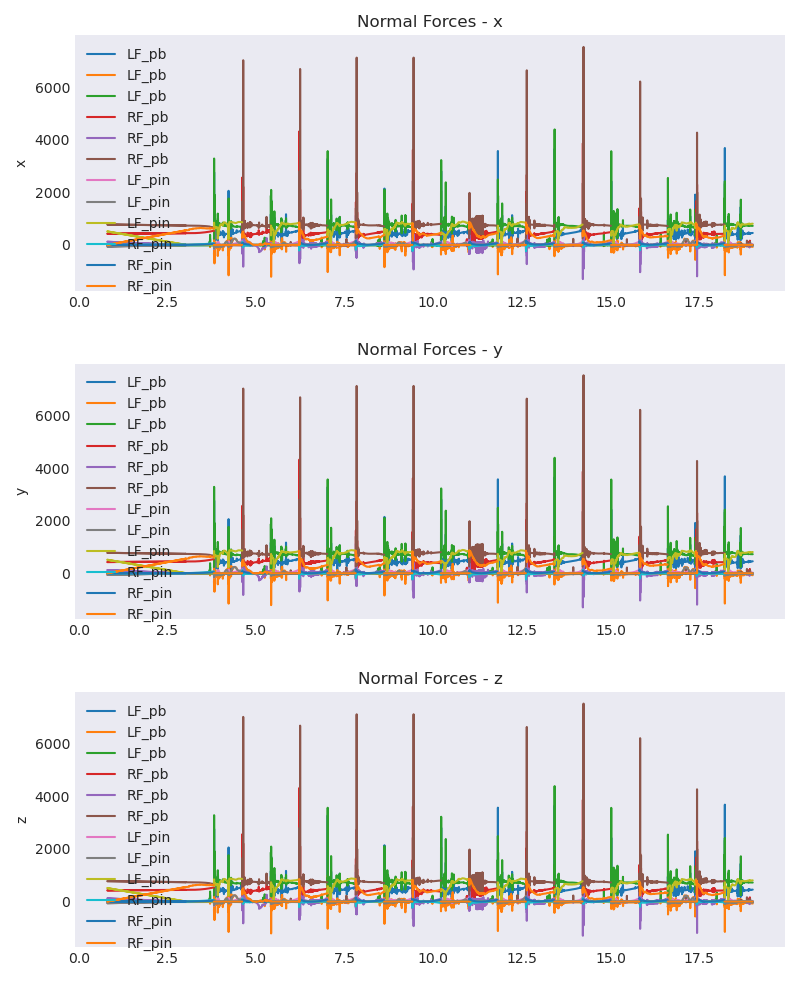 Normal Forces - x
LF_pb
LF_pb
LF_pb
RF_pb
RF_pb
RF_pb
LF_pin
LF_pin
LF_pin
RF_pin
RF_pin
RF_pin
6000
4000
2000
0
x
0.0 2.5 5.0 7.5 10.0 12.5 15.0 17.5
Normal Forces - y
LF_pb
LF_pb
LF_pb
RF_pb
RF_pb
RF_pb
LF_pin
LF_pin
LF_pin
RF_pin
RF_pin
RF_pin
6000
4000
2000
0
y
0.0 2.5 5.0 7.5 10.0 12.5 15.0 17.5
Normal Forces - z
LF_pb
LF_pb
LF_pb
RF_pb
RF_pb
RF_pb
LF_pin
LF_pin
LF_pin
RF_pin
RF_pin
RF_pin
6000
4000
2000
0
z
0.0 2.5 5.0 7.5 10.0 12.5 15.0 17.5